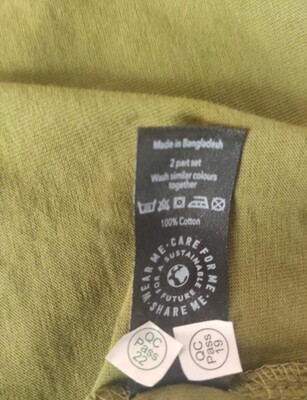 Made in Bangladesh
2 part set
Wash similar colours
together
100% Cotton
WEAR ME · CARE FOR ME
· SHARE ME ·
FOR A SUSTAINABLE
FUTURE
QC
Pass
22
QC
Pass
19